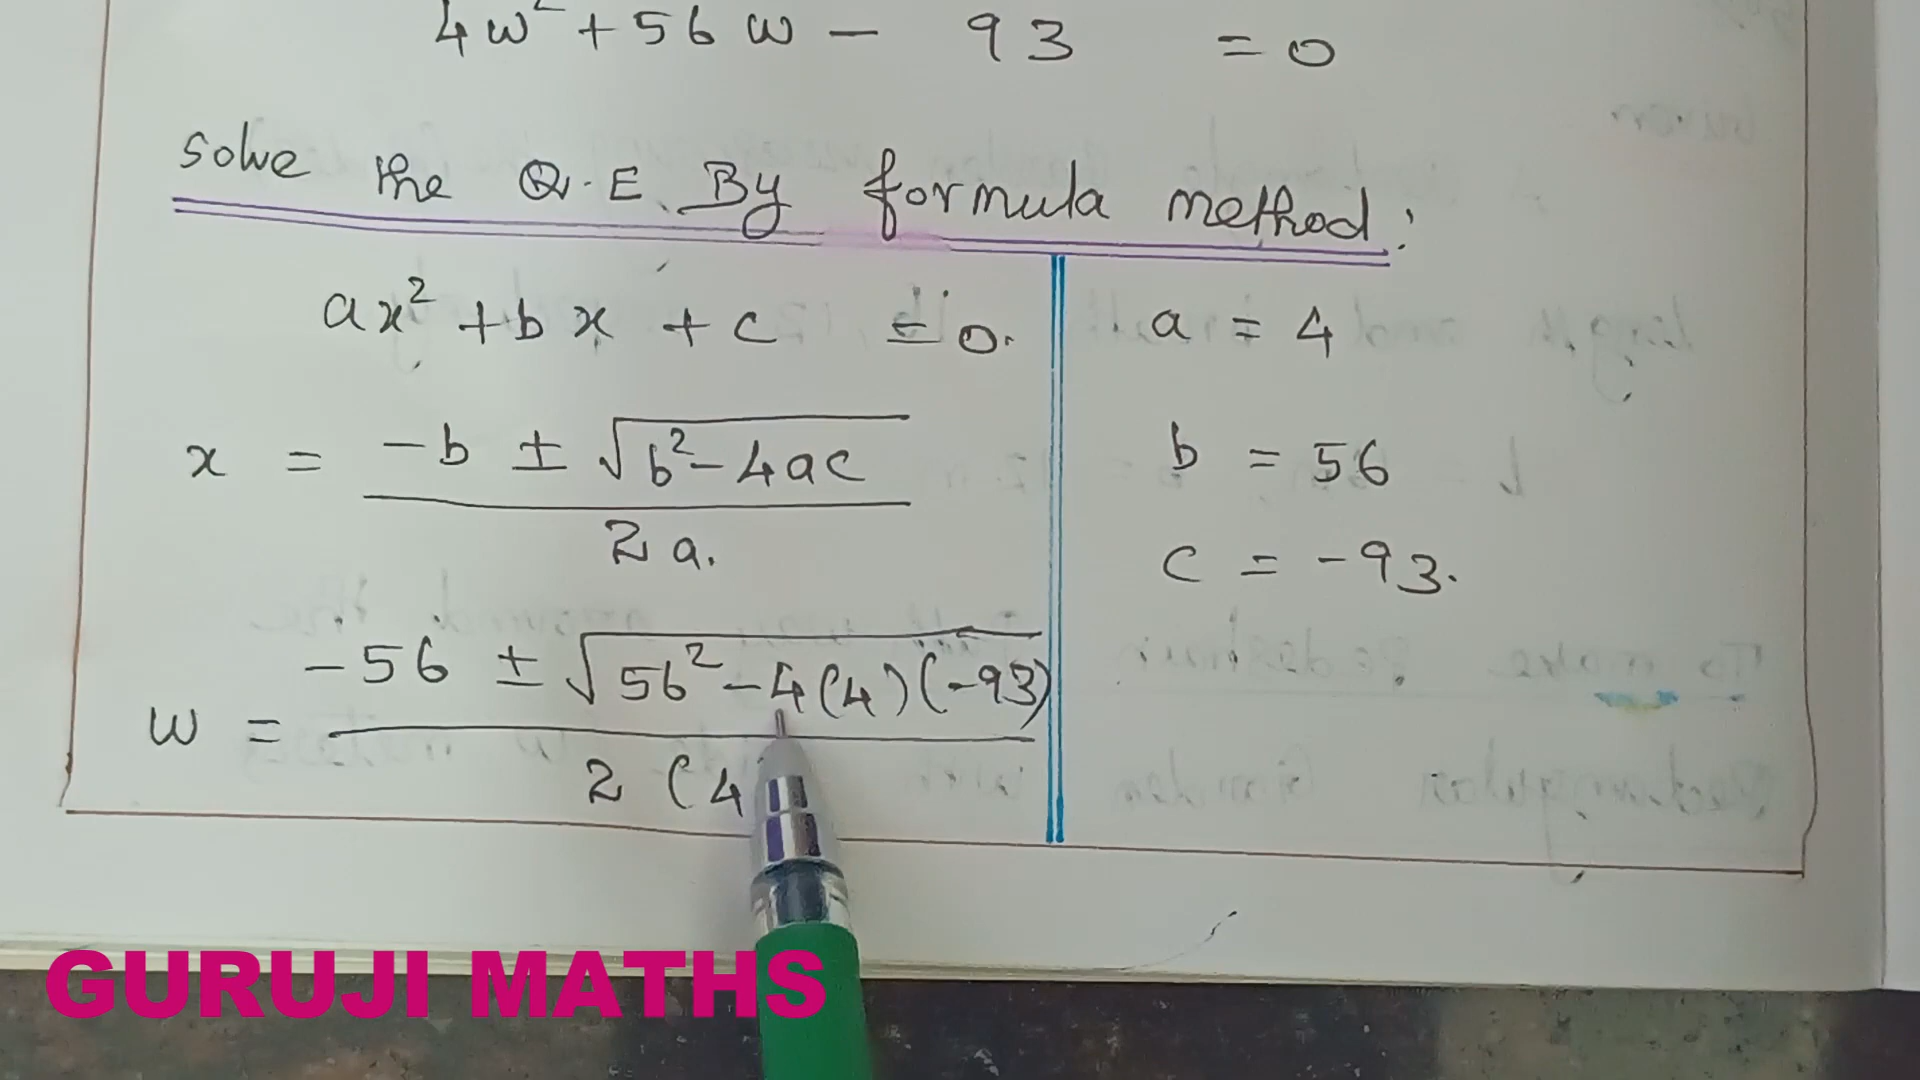 4w² + 56w - 93 = 0
solve the Q.E. By formula method:
ax² + bx + c = 0.
x = -b ± √b² - 4ac / 2a.
w = -56 ± √56² - 4(4)(-93) / 2(4
a = 4
b = 56
c = -93.
GURUJI MATHS